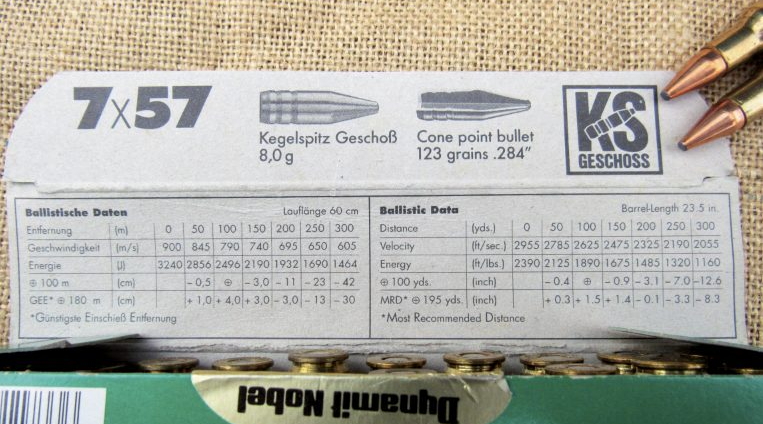 7x57
Kegelspitz Geschoß
8,0 g
Cone point bullet
123 grains .284"
KS
GESCHOSS
Ballistische Daten Lauflänge 60 cm
Entfernung (m) 0 50 100 150 200 250 300
Geschwindigkeit (m/s) 900 845 790 740 695 650 605
Energie (J) 3240 2856 2496 2190 1932 1690 1464
⊕ 100 m (cm) – 0,5 ⊕ – 3,0 – 11 – 23 – 42
GEE* ⊕ 180 m (cm) + 1,0 + 4,0 + 3,0 – 3,0 – 13 – 30
*Günstigste Einschieß Entfernung
Ballistic Data Barrel-Length 23.5 in.
Distance (yds.) 0 50 100 150 200 250 300
Velocity (ft/sec.) 2955 2785 2625 2475 2325 2190 2055
Energy (ft/lbs.) 2390 2125 1890 1675 1485 1320 1160
⊕ 100 yds. (inch) – 0.4 ⊕ – 0.9 – 3.1 – 7.0 –12.6
MRD* ⊕ 195 yds. (inch) + 0.3 + 1.5 + 1.4 – 0.1 – 3.3 – 8.3
*Most Recommended Distance
Dynamit Nobel